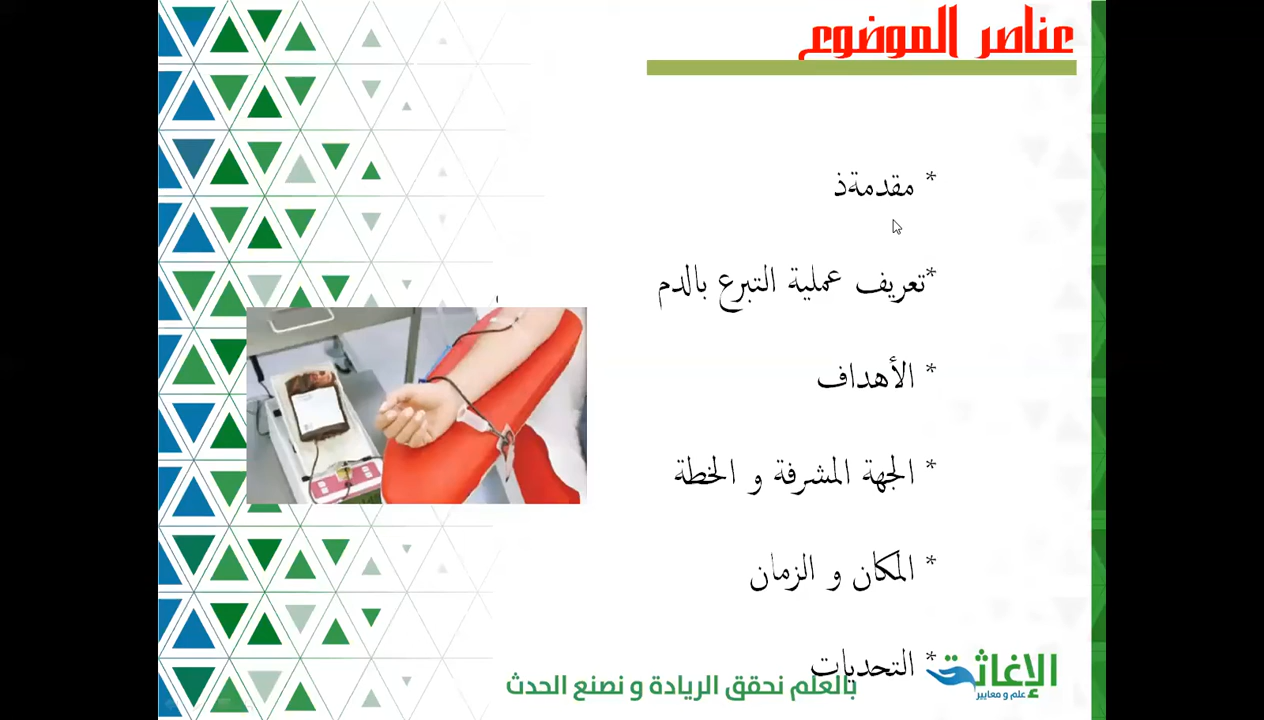 عناصر الموضوع
* مقدمةذ
*تعريف عملية التبرع بالدم
* الأهداف
* الجهة المشرفة و الخطة
* المكان و الزمان
* التحديات
بالعلم نحقق الريادة و نصنع الحدث
الإغاثة
علم و معايير